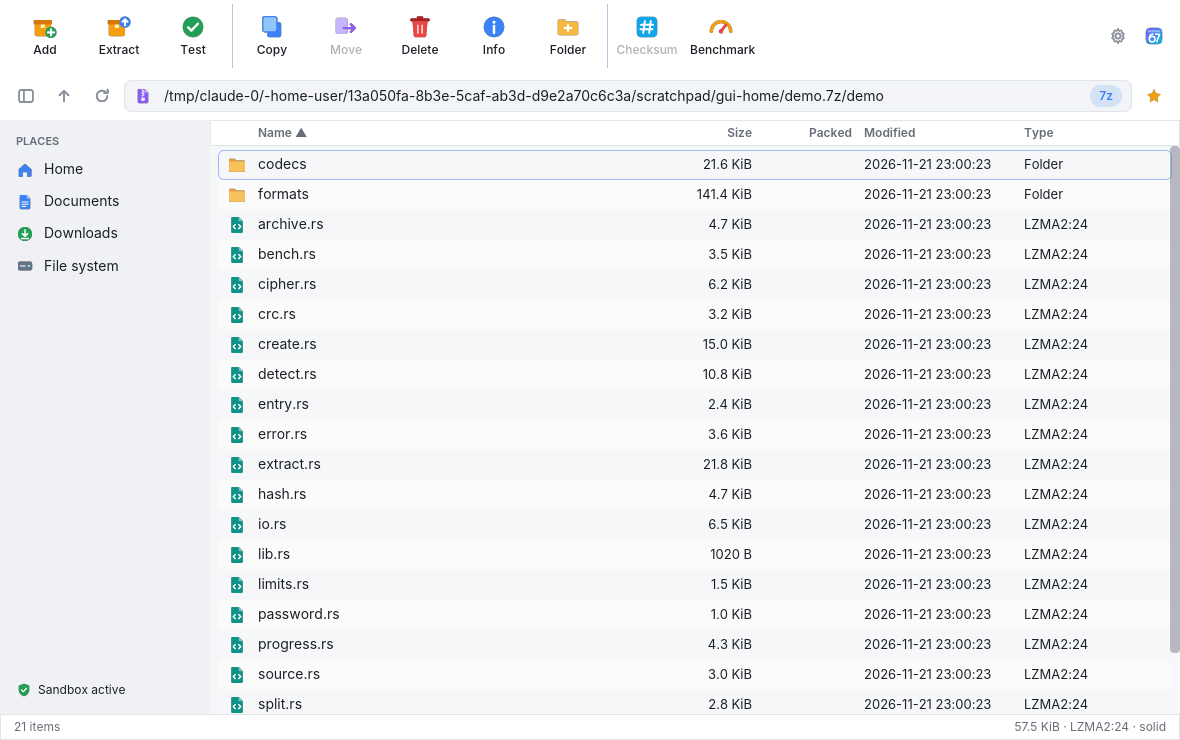 Add Extract Test Copy Move Delete Info Folder Checksum Benchmark
67
/tmp/claude-0/-home-user/13a050fa-8b3e-5caf-ab3d-d9e2a70c6c3a/scratchpad/gui-home/demo.7z/demo 7z
PLACES
Home
Documents
Downloads
File system
Sandbox active
Name ▲ Size Packed Modified Type
codecs 21.6 KiB 2026-11-21 23:00:23 Folder
formats 141.4 KiB 2026-11-21 23:00:23 Folder
archive.rs 4.7 KiB 2026-11-21 23:00:23 LZMA2:24
bench.rs 3.5 KiB 2026-11-21 23:00:23 LZMA2:24
cipher.rs 6.2 KiB 2026-11-21 23:00:23 LZMA2:24
crc.rs 3.2 KiB 2026-11-21 23:00:23 LZMA2:24
create.rs 15.0 KiB 2026-11-21 23:00:23 LZMA2:24
detect.rs 10.8 KiB 2026-11-21 23:00:23 LZMA2:24
entry.rs 2.4 KiB 2026-11-21 23:00:23 LZMA2:24
error.rs 3.6 KiB 2026-11-21 23:00:23 LZMA2:24
extract.rs 21.8 KiB 2026-11-21 23:00:23 LZMA2:24
hash.rs 4.7 KiB 2026-11-21 23:00:23 LZMA2:24
io.rs 6.5 KiB 2026-11-21 23:00:23 LZMA2:24
lib.rs 1020 B 2026-11-21 23:00:23 LZMA2:24
limits.rs 1.5 KiB 2026-11-21 23:00:23 LZMA2:24
password.rs 1.0 KiB 2026-11-21 23:00:23 LZMA2:24
progress.rs 4.3 KiB 2026-11-21 23:00:23 LZMA2:24
source.rs 3.0 KiB 2026-11-21 23:00:23 LZMA2:24
split.rs 2.8 KiB 2026-11-21 23:00:23 LZMA2:24
21 items 57.5 KiB · LZMA2:24 · solid